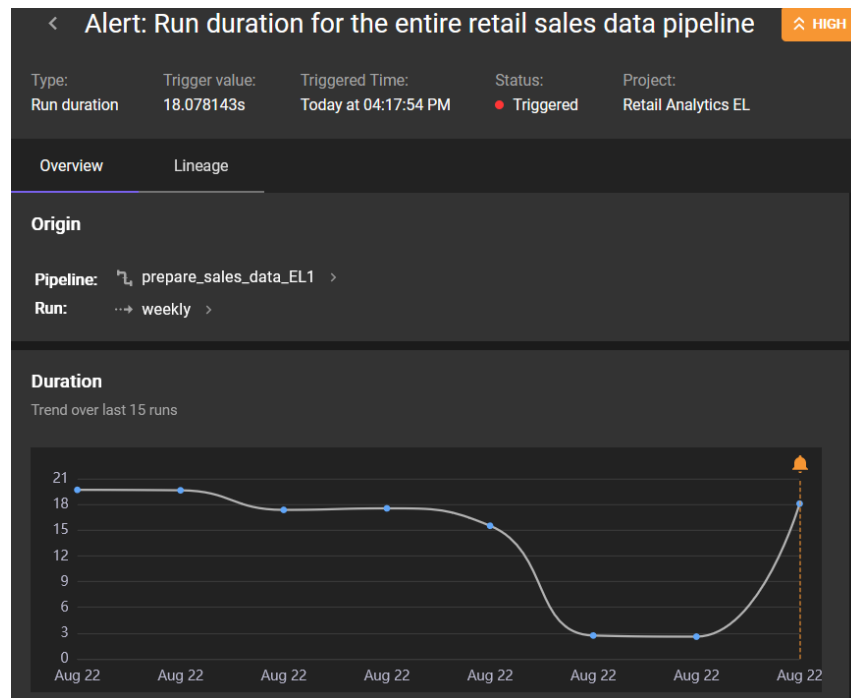 Alert: Run duration for the entire retail sales data pipeline HIGH
Type: Trigger value: Triggered Time: Status: Project:
Run duration 18.078143s Today at 04:17:54 PM Triggered Retail Analytics EL
Overview Lineage
Origin
Pipeline: prepare_sales_data_EL1
Run: weekly
Duration
Trend over last 15 runs
21
18
15
12
9
6
3
0
Aug 22 Aug 22 Aug 22 Aug 22 Aug 22 Aug 22 Aug 22 Aug 22